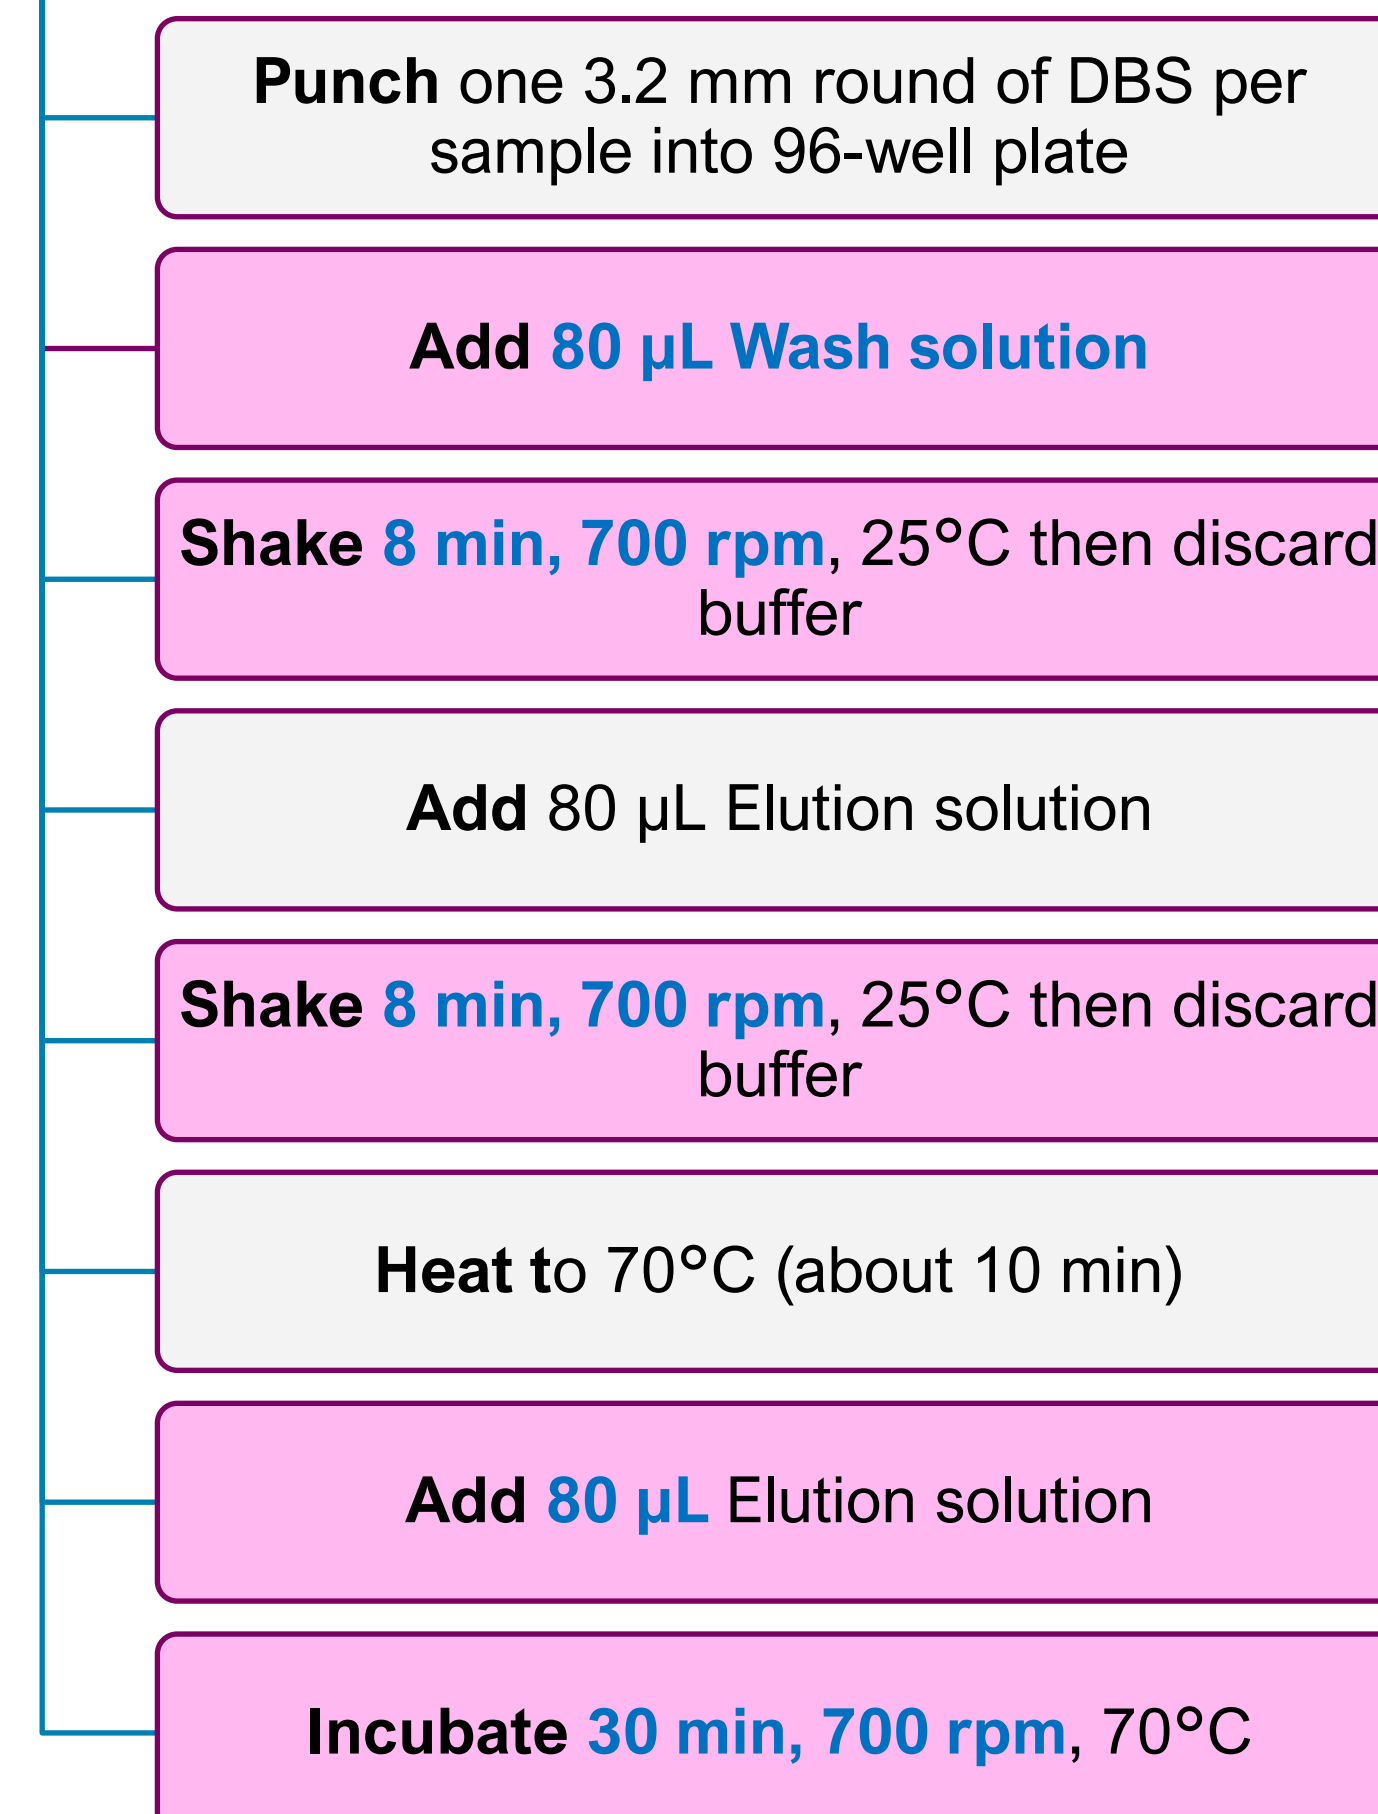 Punch one 3.2 mm round of DBS per
sample into 96-well plate
Add 80 µL Wash solution
Shake 8 min, 700 rpm, 25°C then discard
buffer
Add 80 µL Elution solution
Shake 8 min, 700 rpm, 25°C then discard
buffer
Heat to 70°C (about 10 min)
Add 80 µL Elution solution
Incubate 30 min, 700 rpm, 70°C